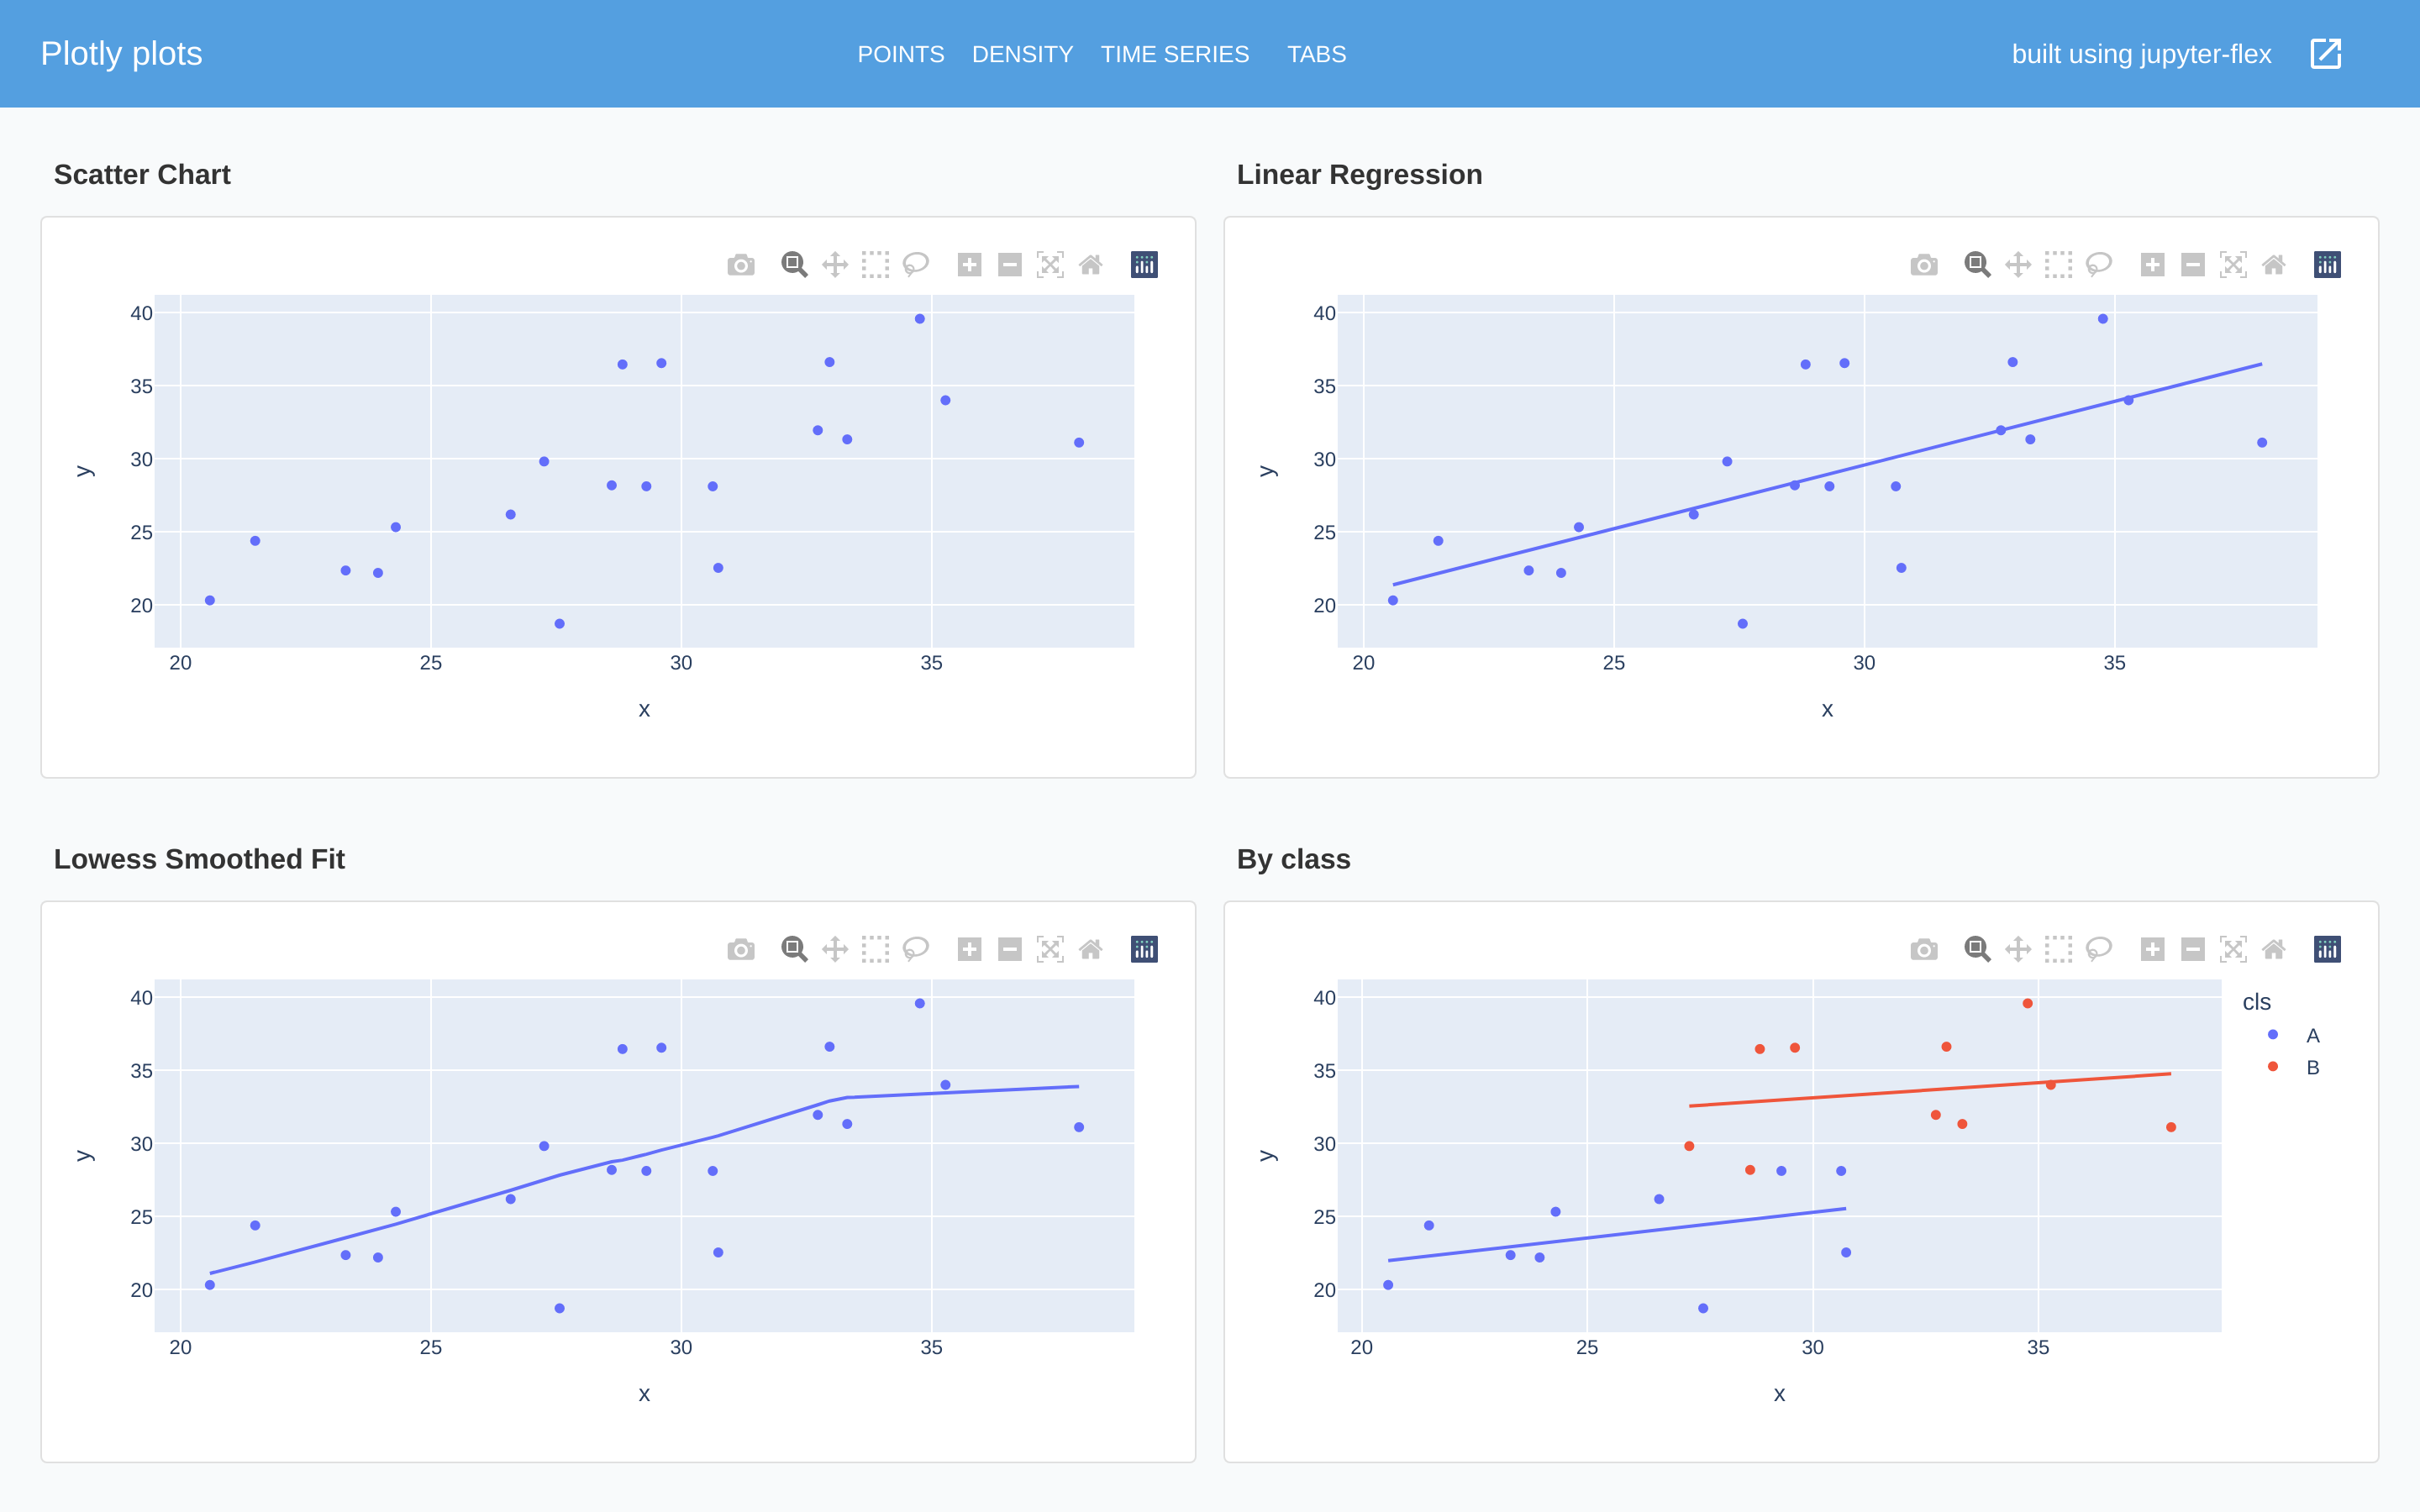 Plotly plots
POINTS DENSITY TIME SERIES TABS
built using jupyter-flex
Scatter Chart
40
35
30
25
20
y
20 25 30 35
x
Linear Regression
40
35
30
25
20
y
20 25 30 35
x
Lowess Smoothed Fit
40
35
30
25
20
y
20 25 30 35
x
By class
40
35
30
25
20
y
20 25 30 35
x
cls
A
B